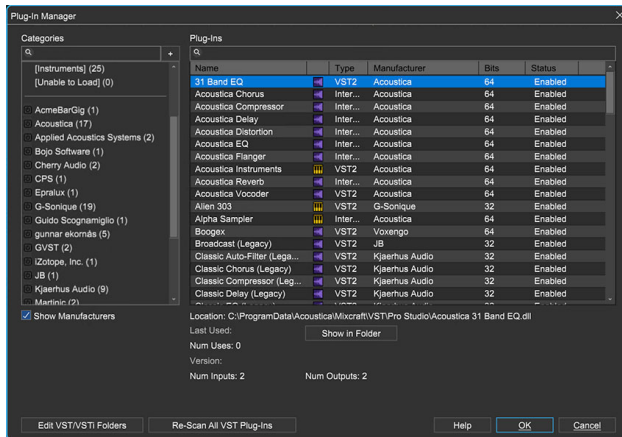 Plug-In Manager
Categories
Plug-Ins
+
[Instruments] (25)
[Unable to Load] (0)
AcmeBarGig (1)
Acoustica (17)
Applied Acoustics Systems (2)
Bojo Software (1)
Cherry Audio (2)
CPS (1)
Epralux (1)
G-Sonique (19)
Guido Scognamiglio (1)
gunnar ekornås (5)
GVST (2)
iZotope, Inc. (1)
JB (1)
Kjaerhus Audio (9)
Martinic (2)
Show Manufacturers
Name Type Manufacturer Bits Status
31 Band EQ VST2 Acoustica 64 Enabled
Acoustica Chorus Inter... Acoustica 64 Enabled
Acoustica Compressor Inter... Acoustica 64 Enabled
Acoustica Delay Inter... Acoustica 64 Enabled
Acoustica Distortion Inter... Acoustica 64 Enabled
Acoustica EQ Inter... Acoustica 64 Enabled
Acoustica Flanger Inter... Acoustica 64 Enabled
Acoustica Instruments VST2 Acoustica 64 Enabled
Acoustica Reverb Inter... Acoustica 64 Enabled
Acoustica Vocoder VST2 Acoustica 64 Enabled
Alien 303 VST2 G-Sonique 32 Enabled
Alpha Sampler Inter... Acoustica 64 Enabled
Boogex VST2 Voxengo 64 Enabled
Broadcast (Legacy) VST2 JB 32 Enabled
Classic Auto-Filter (Lega... VST2 Kjaerhus Audio 32 Enabled
Classic Chorus (Legacy) VST2 Kjaerhus Audio 32 Enabled
Classic Compressor (Leg... VST2 Kjaerhus Audio 32 Enabled
Classic Delay (Legacy) VST2 Kjaerhus Audio 32 Enabled
Location: C:\ProgramData\Acoustica\Mixcraft\VST\Pro Studio\Acoustica 31 Band EQ.dll
Last Used:
Show in Folder
Num Uses: 0
Version:
Num Inputs: 2 Num Outputs: 2
Edit VST/VSTi Folders Re-Scan All VST Plug-Ins Help OK Cancel